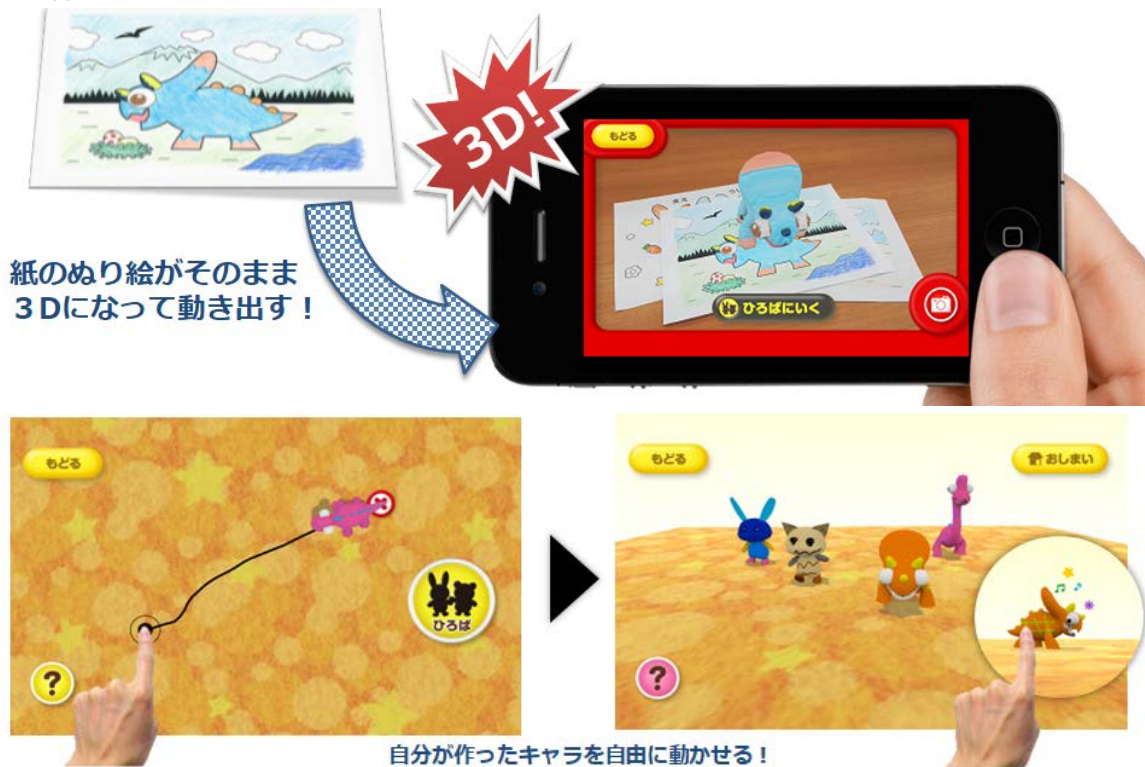 3D!
もどる
紙のぬり絵がそのまま
３Dになって動き出す！
ひろばにいく
もどる
ひろば
?
もどる
おしまい
?
自分が作ったキャラを自由に動かせる！